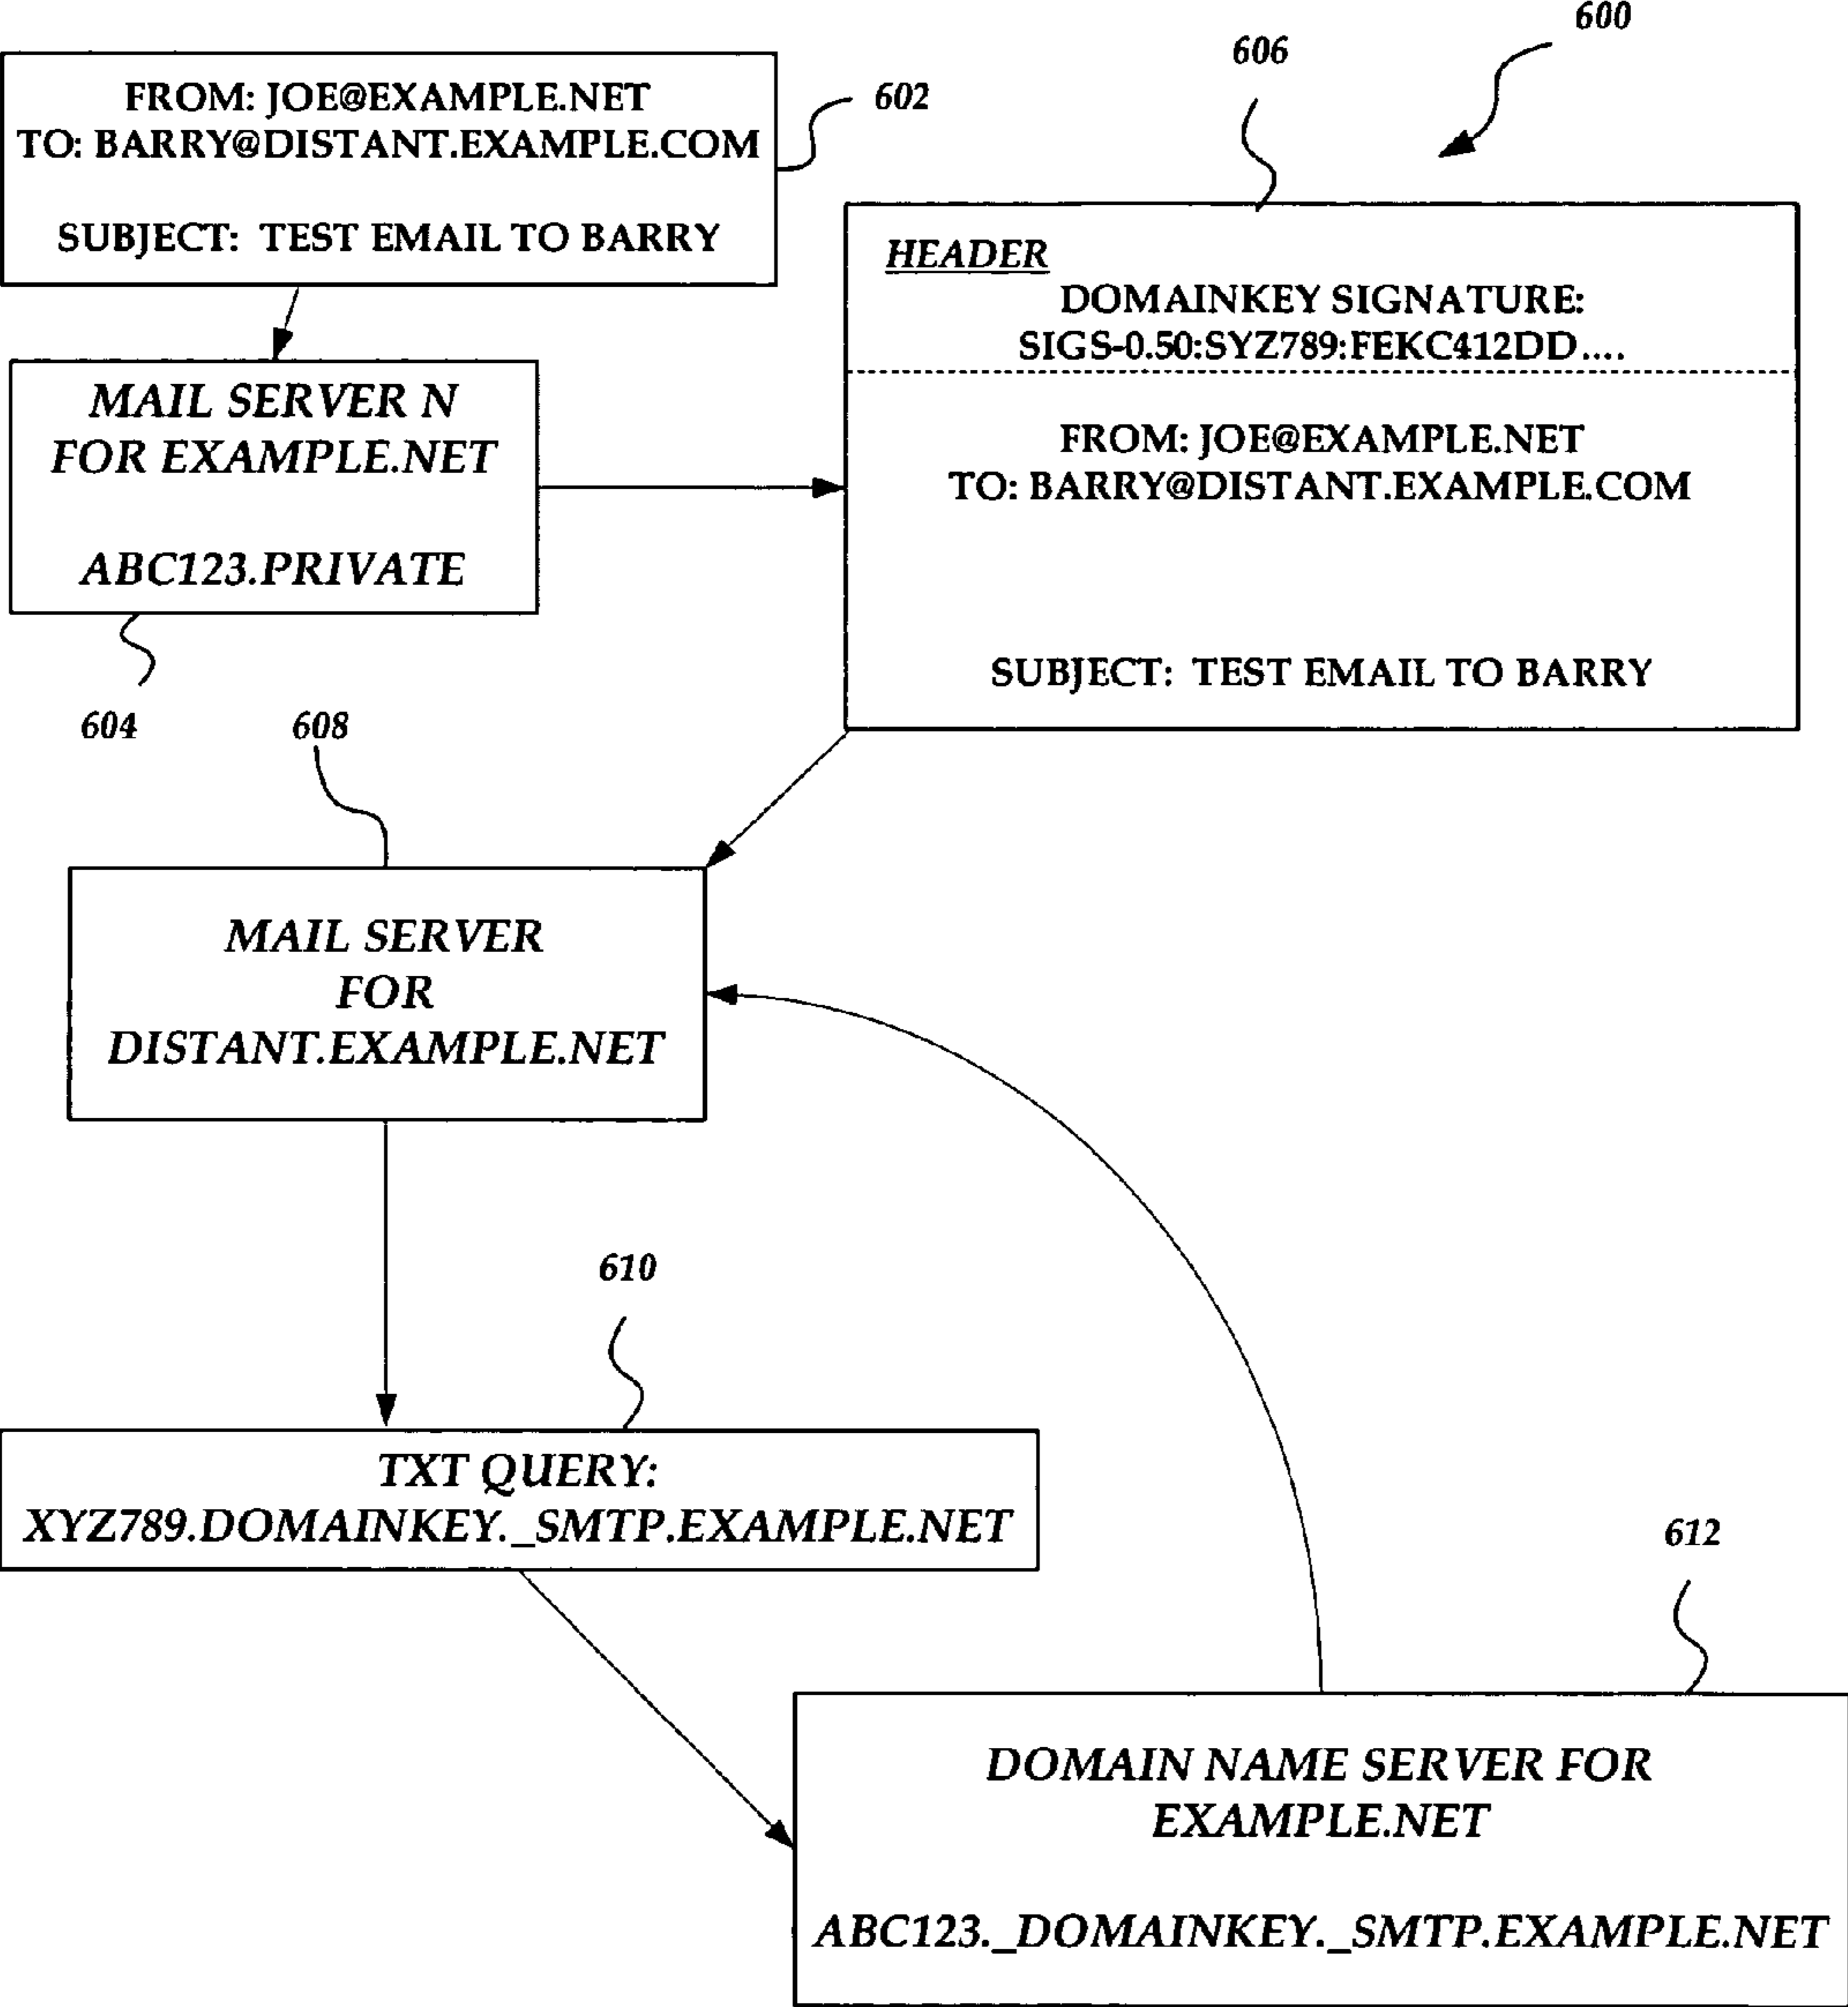 600
606
FROM: JOE@EXAMPLE.NET
TO: BARRY@DISTANT.EXAMPLE.COM
SUBJECT: TEST EMAIL TO BARRY
602
HEADER
DOMAINKEY SIGNATURE:
SIGS-0.50:SYZ789:FEKC412DD....
FROM: JOE@EXAMPLE.NET
TO: BARRY@DISTANT.EXAMPLE.COM
SUBJECT: TEST EMAIL TO BARRY
MAIL SERVER N
FOR EXAMPLE.NET
ABC123.PRIVATE
604
608
MAIL SERVER
FOR
DISTANT.EXAMPLE.NET
610
TXT QUERY:
XYZ789.DOMAINKEY._SMTP.EXAMPLE.NET
612
DOMAIN NAME SERVER FOR
EXAMPLE.NET
ABC123._DOMAINKEY._SMTP.EXAMPLE.NET